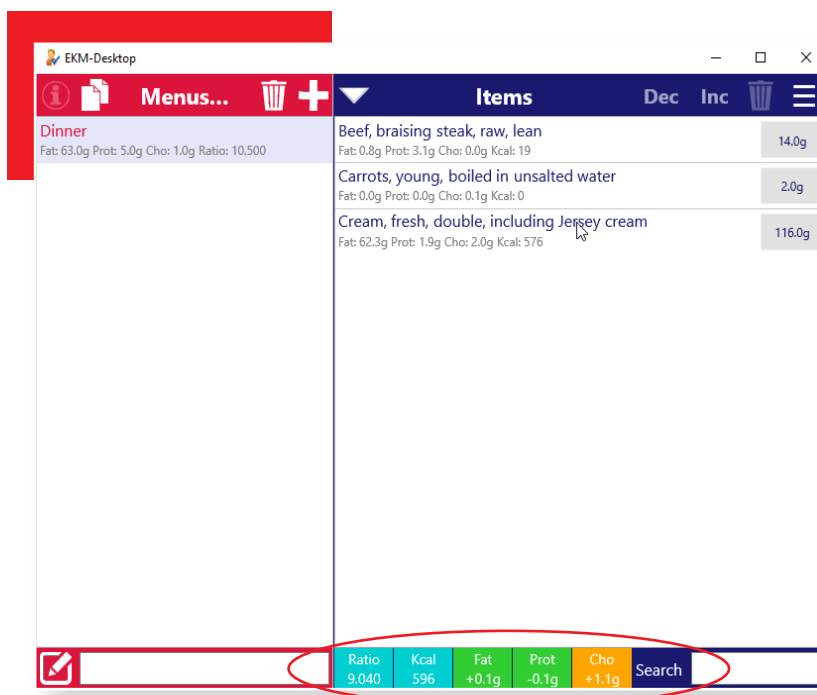 EKM-Desktop
Menus...
Items
Dec
Inc
Dinner
Fat: 63.0g Prot: 5.0g Cho: 1.0g Ratio: 10.500
Beef, braising steak, raw, lean
Fat: 0.8g Prot: 3.1g Cho: 0.0g Kcal: 19
14.0g
Carrots, young, boiled in unsalted water
Fat: 0.0g Prot: 0.0g Cho: 0.1g Kcal: 0
2.0g
Cream, fresh, double, including Jersey cream
Fat: 62.3g Prot: 1.9g Cho: 2.0g Kcal: 576
116.0g
Ratio
9.040
Kcal
596
Fat
+0.1g
Prot
-0.1g
Cho
+1.1g
Search